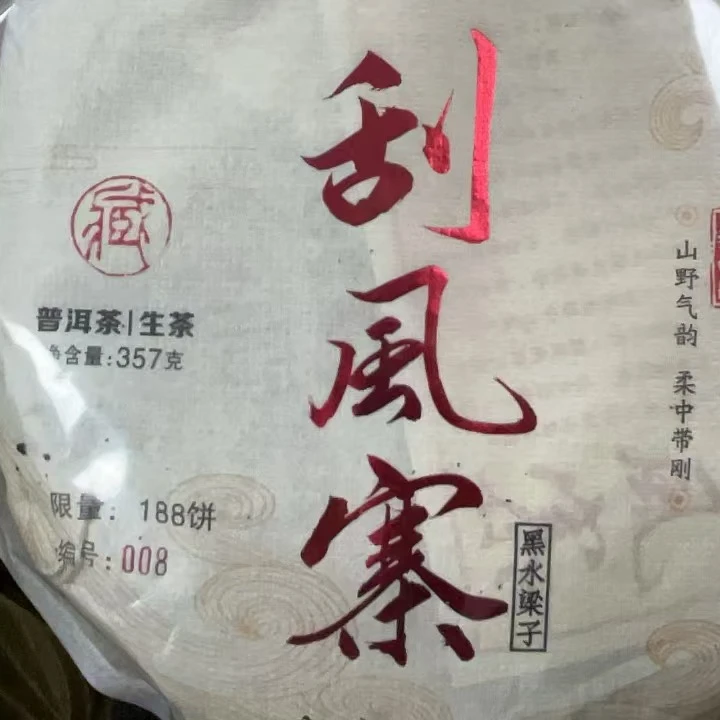 刮風寨
黑水梁子
藏
普洱茶|生茶
净含量:357克
限量: 188饼
编号:008
山野气韵 柔中带刚